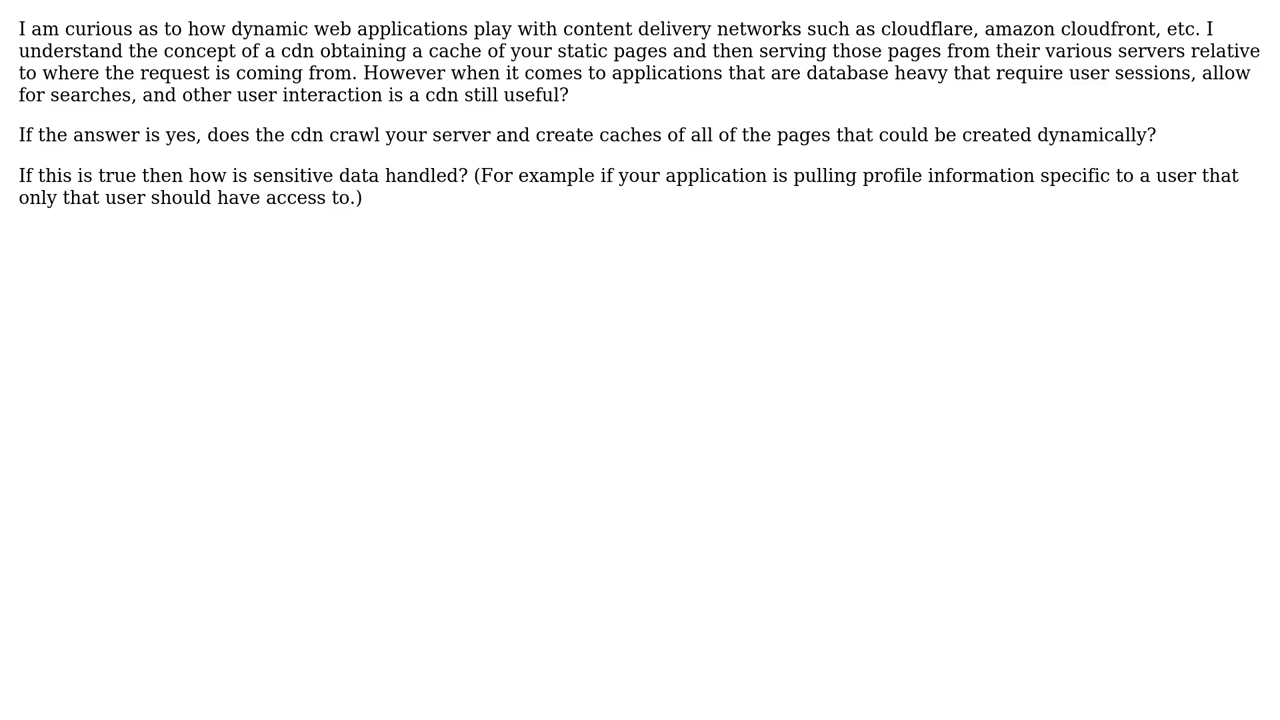 I am curious as to how dynamic web applications play with content delivery networks such as cloudflare, amazon cloudfront, etc. I
understand the concept of a cdn obtaining a cache of your static pages and then serving those pages from their various servers relative
to where the request is coming from. However when it comes to applications that are database heavy that require user sessions, allow
for searches, and other user interaction is a cdn still useful?
If the answer is yes, does the cdn crawl your server and create caches of all of the pages that could be created dynamically?
If this is true then how is sensitive data handled? (For example if your application is pulling profile information specific to a user that
only that user should have access to.)